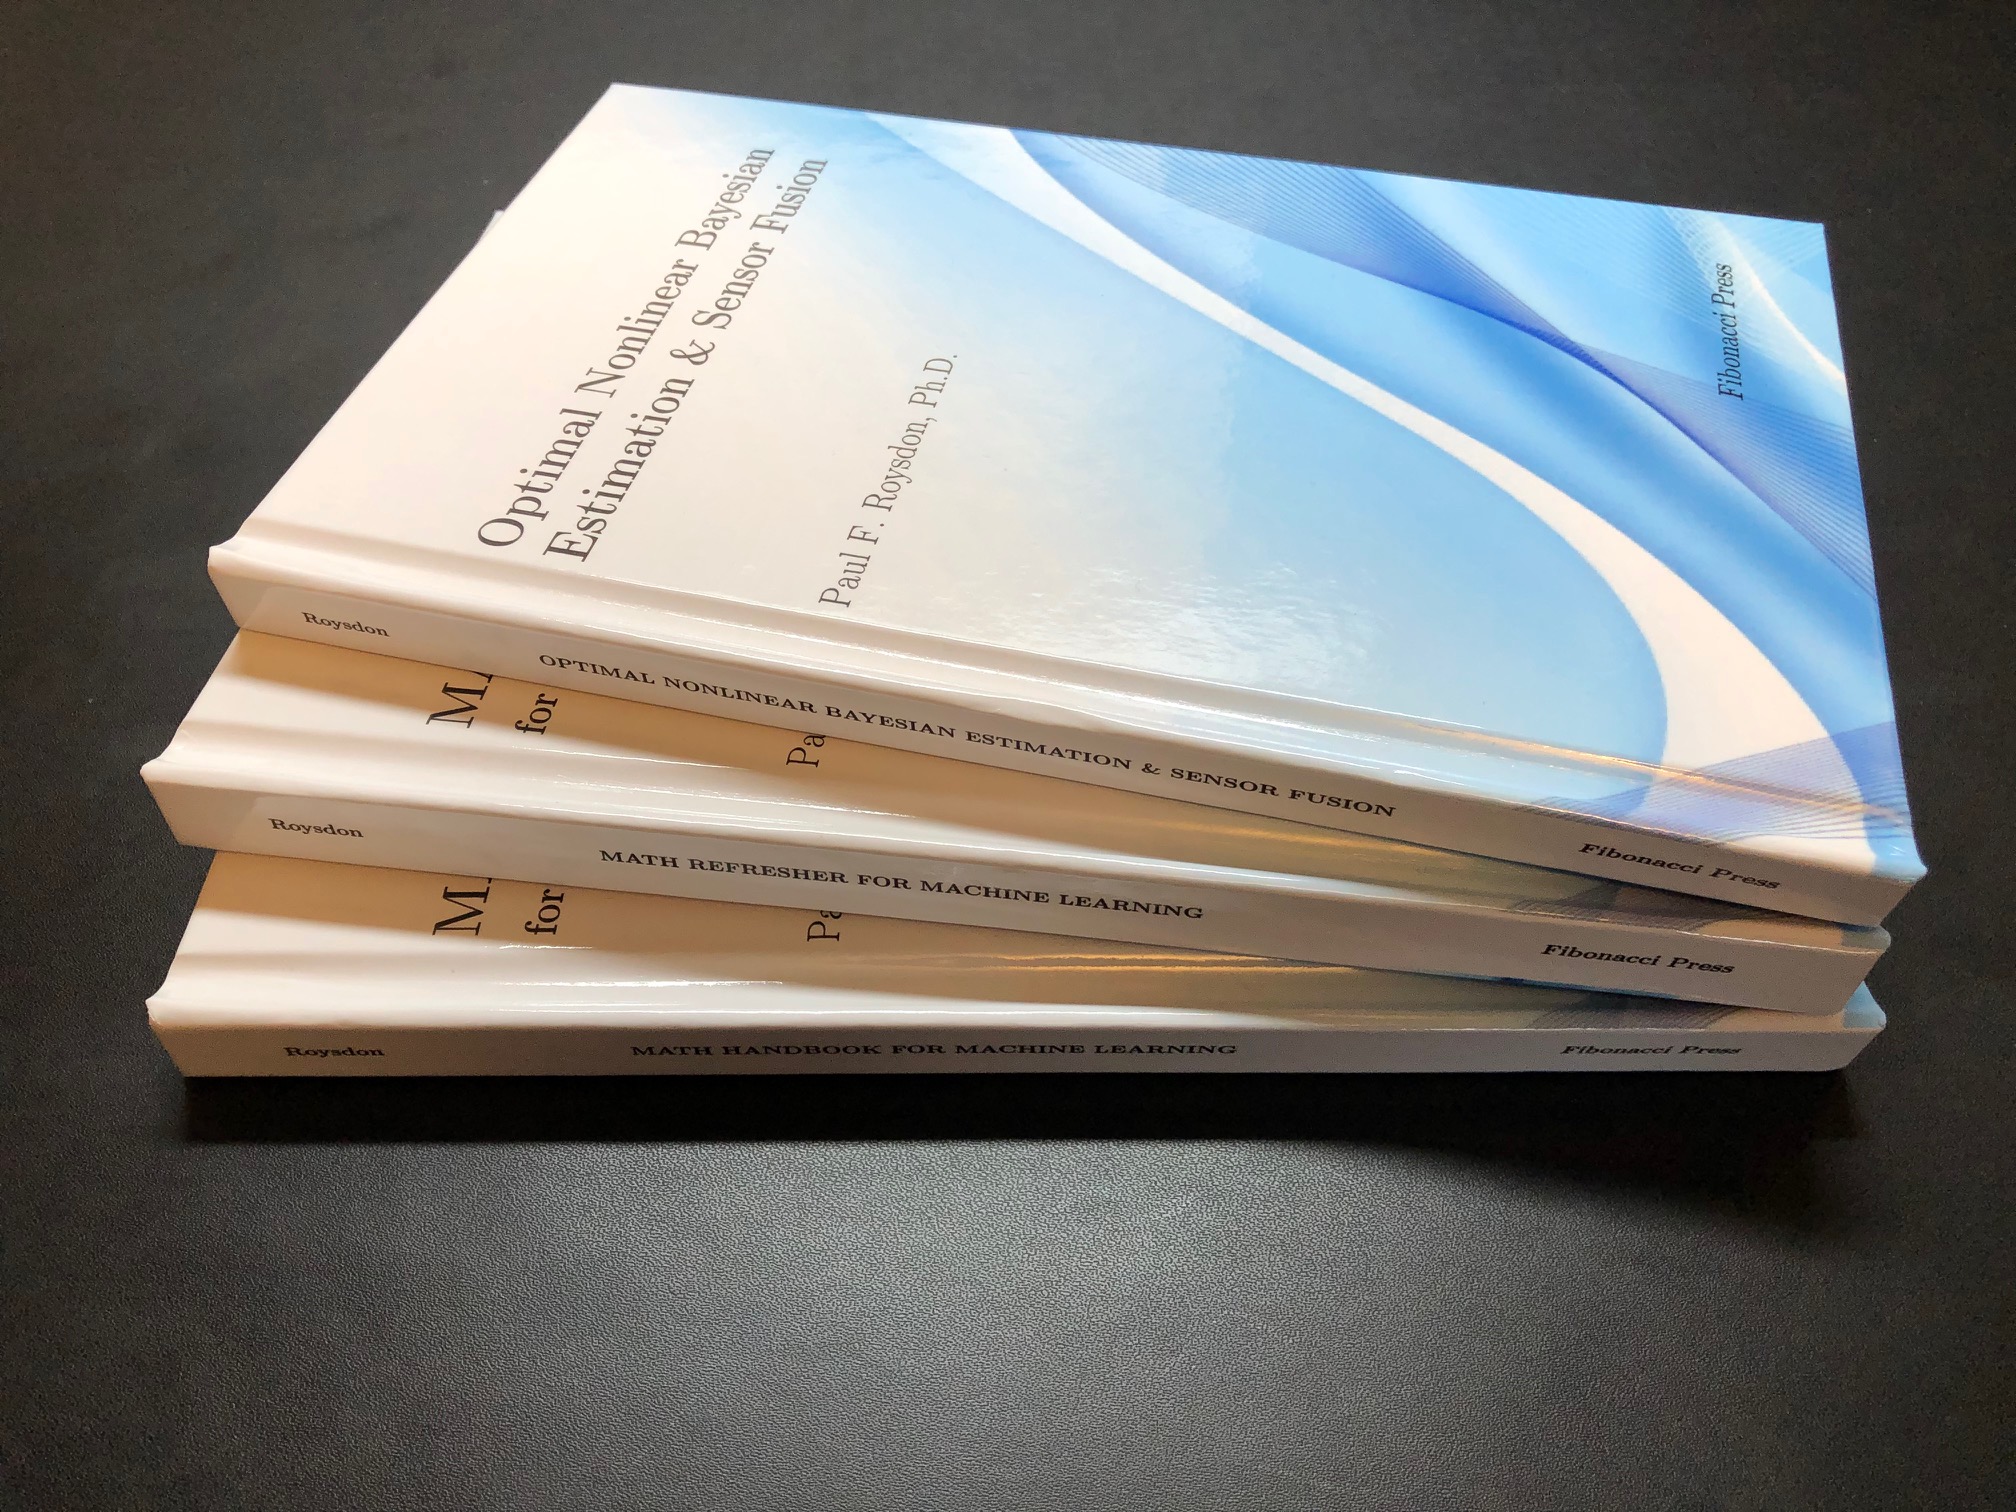 Optimal Nonlinear Bayesian
Estimation & Sensor Fusion
Paul F. Roysdon, Ph.D.
Fibonacci Press
Roysdon
OPTIMAL NONLINEAR BAYESIAN ESTIMATION & SENSOR FUSION
Fibonacci Press
for
Roysdon
MATH REFRESHER FOR MACHINE LEARNING
Fibonacci Press
for
Roysdon
MATH HANDBOOK FOR MACHINE LEARNING
Fibonacci Press